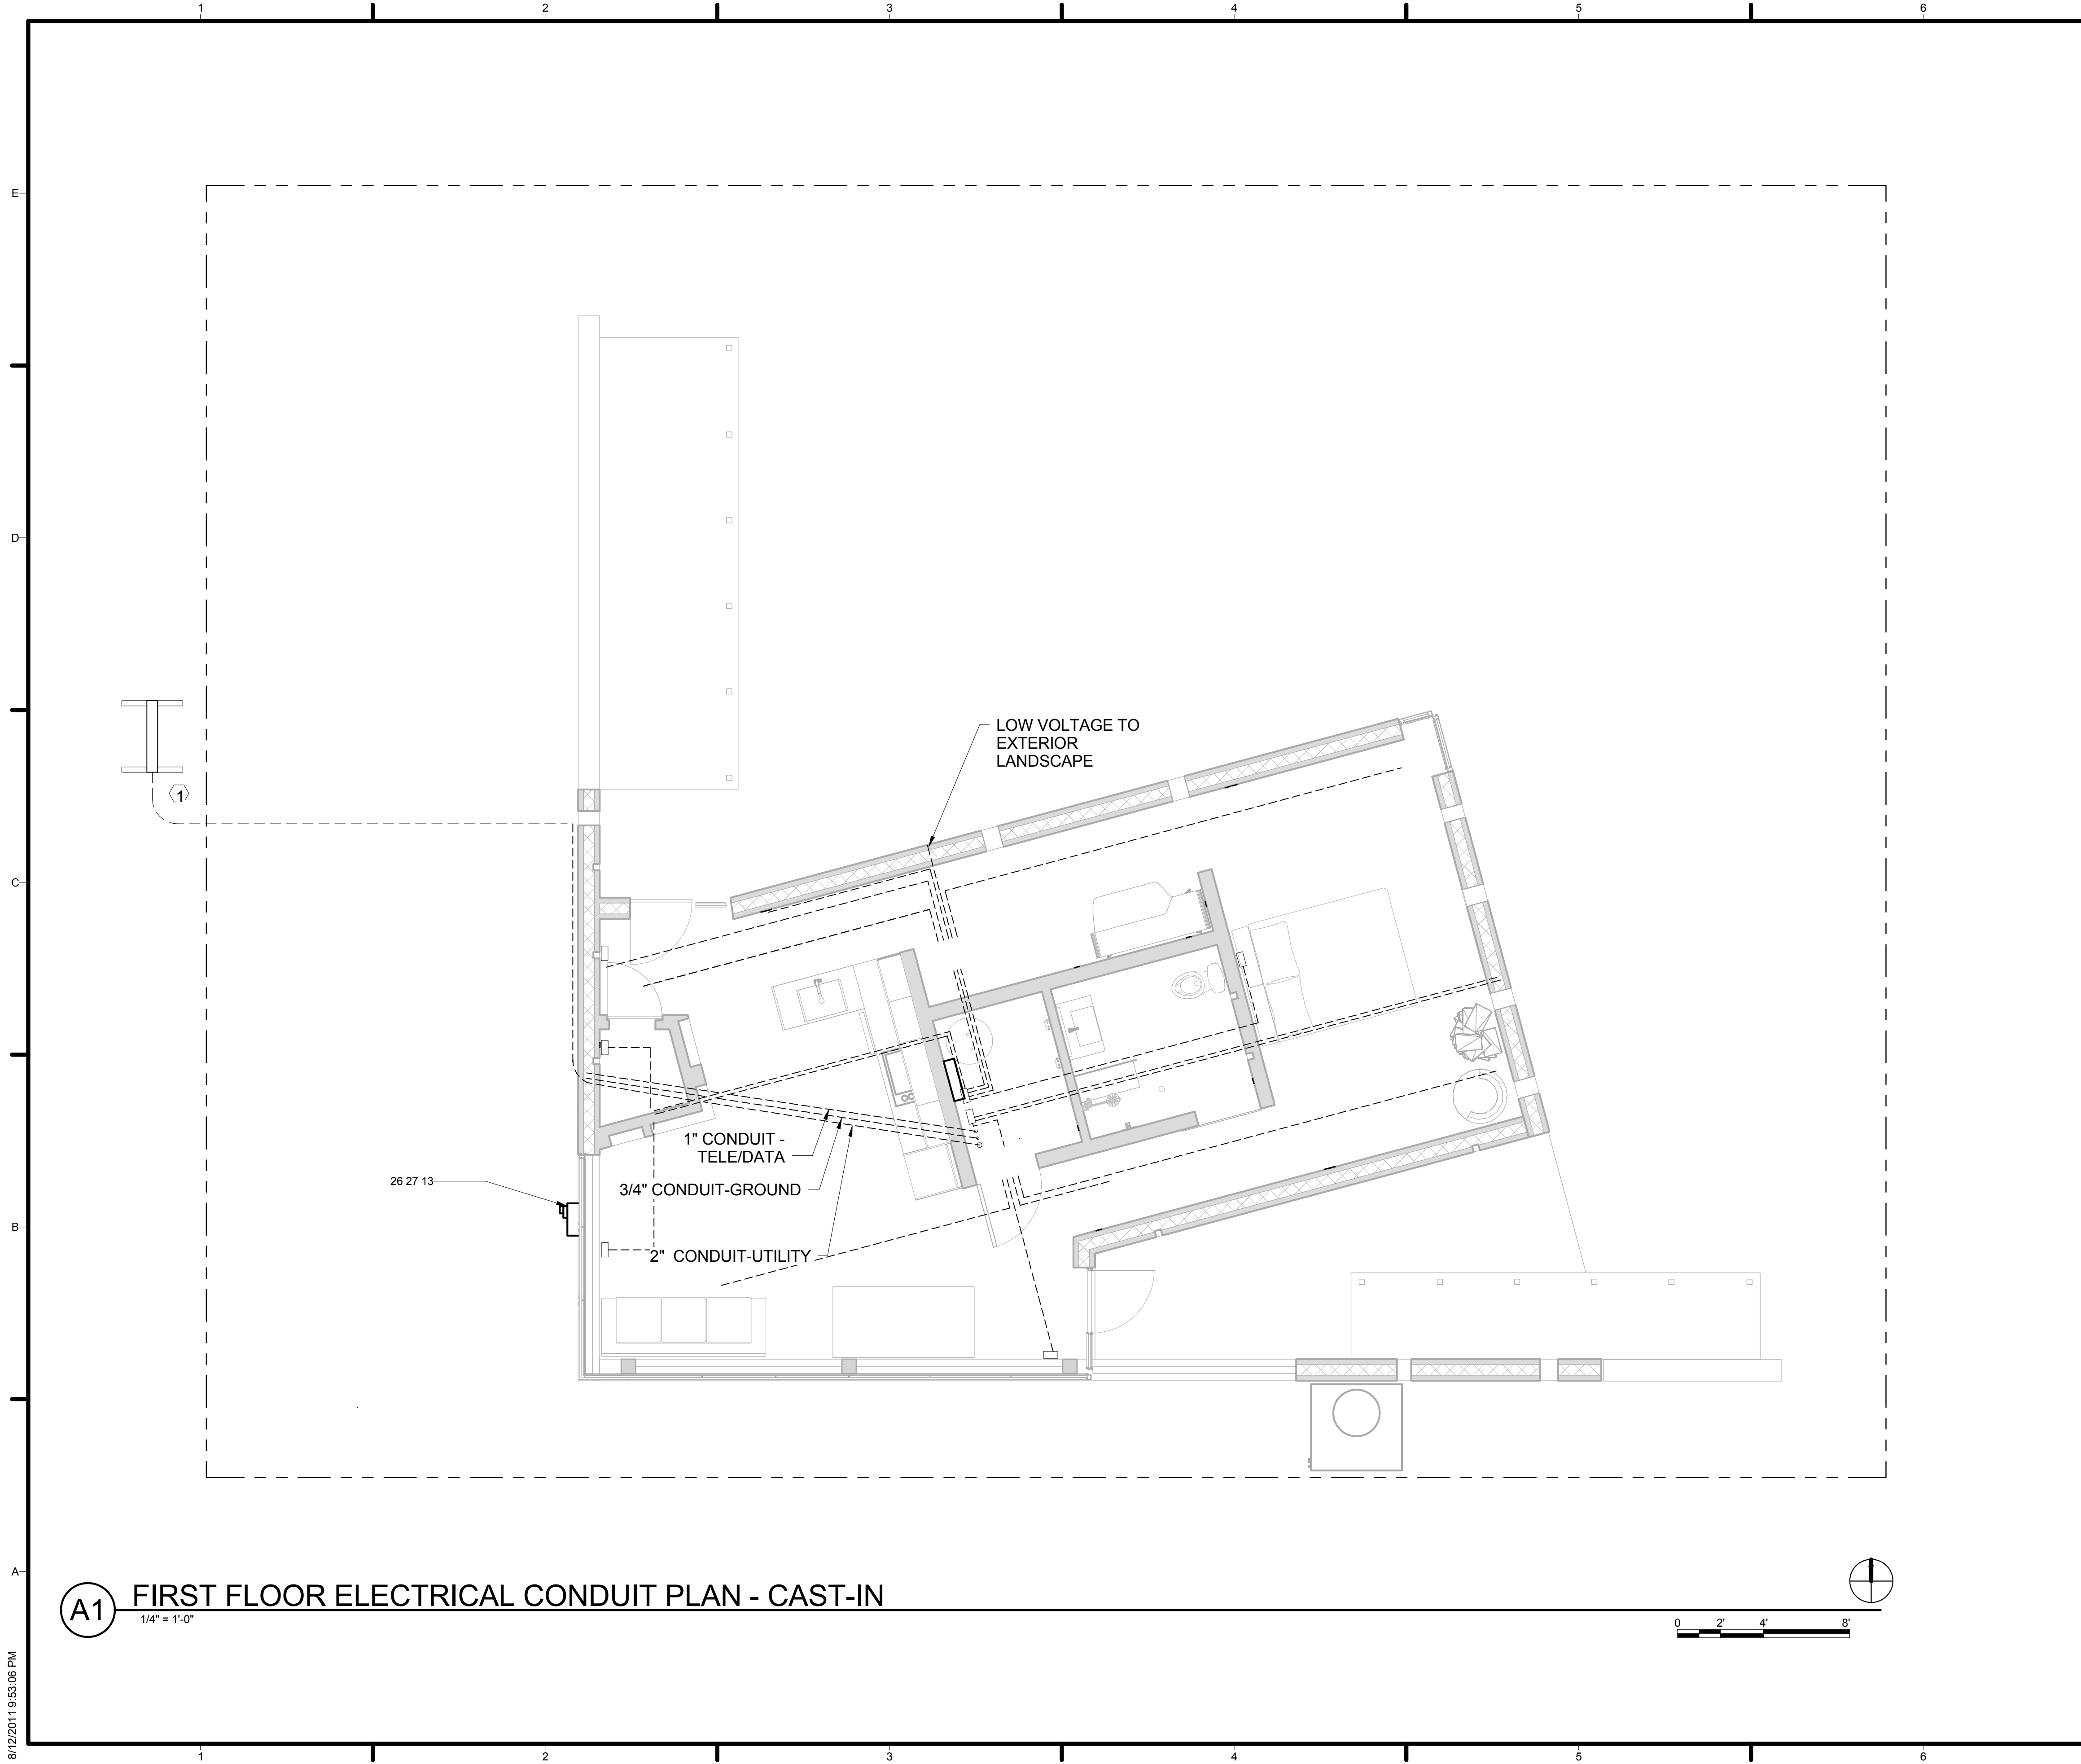 1 2 3 4 5 6
E
D
LOW VOLTAGE TO
EXTERIOR
LANDSCAPE
1
C
1" CONDUIT -
TELE/DATA
26 27 13
3/4" CONDUIT-GROUND
B
2" CONDUIT-UTILITY
A
A1
FIRST FLOOR ELECTRICAL CONDUIT PLAN - CAST-IN
1/4" = 1'-0"
0 2' 4' 8'
8/12/2011 9:53:06 PM
1 2 3 4 5 6